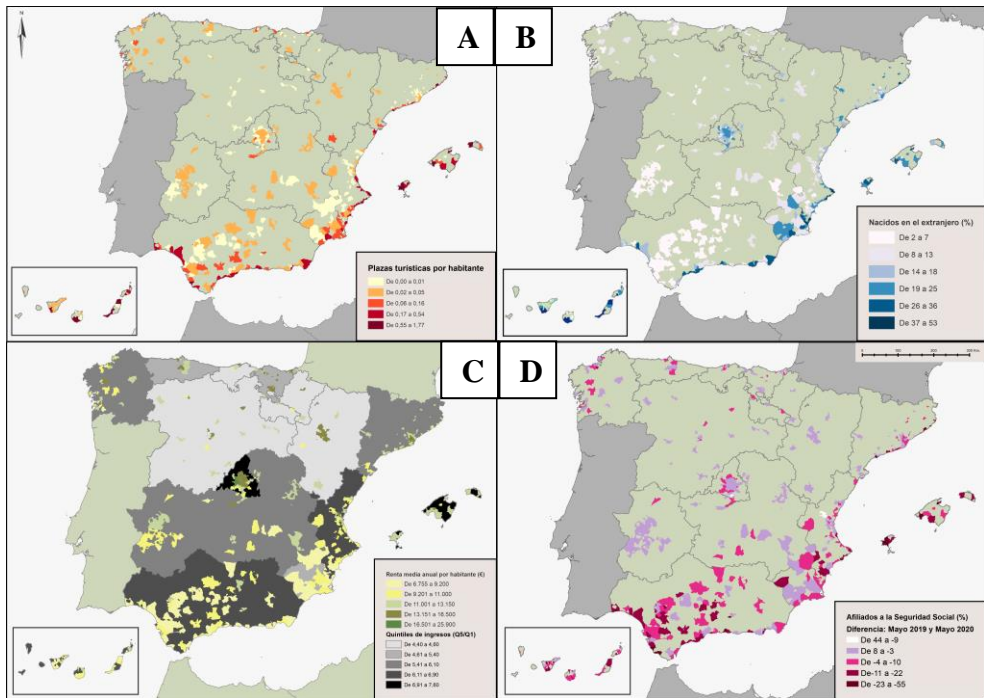 N
A
B
Plazas turísticas por habitante
De 0,00 a 0,01
De 0,02 a 0,05
De 0,06 a 0,16
De 0,17 a 0,54
De 0,55 a 1,77
Nacidos en el extranjero (%)
De 2 a 7
De 8 a 13
De 14 a 18
De 19 a 25
De 26 a 36
De 37 a 53
C
D
Renta media anual por habitante (€)
De 6.755 a 9.200
De 9.201 a 11.000
De 11.001 a 13.150
De 13.151 a 16.500
De 16.501 a 25.900
Quintiles de ingresos (Q5/Q1)
De 4,40 a 4,80
De 4,81 a 5,40
De 5,41 a 6,10
De 6,11 a 6,90
De 6,91 a 7,80
Afiliados a la Seguridad Social (%)
Diferencia: Mayo 2019 y Mayo 2020
De 44 a -9
De 8 a -3
De -4 a -10
De-11 a -22
De -23 a -55